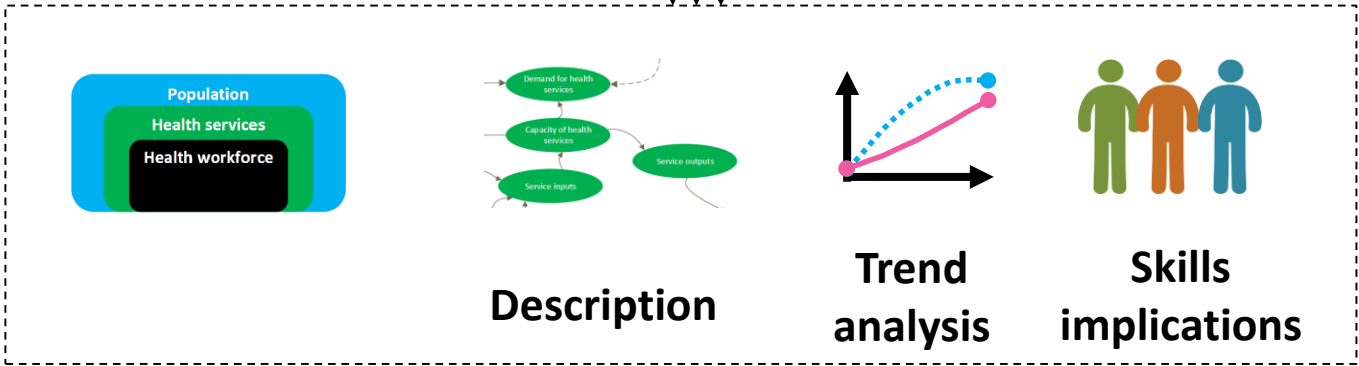 Population
Health services
Health workforce
Demand for health
services
Capacity of health
services
Service outputs
Service inputs
Description
Trend
analysis
Skills
implications